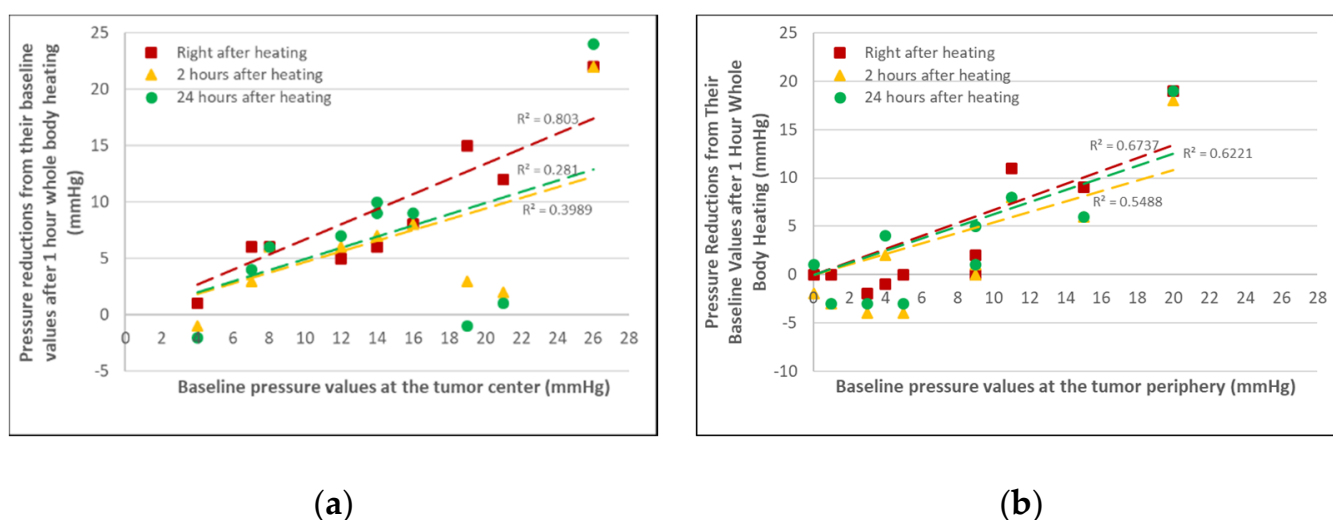 Pressure reductions from their baseline
values after 1 hour whole body heating
(mmHg)
25
20
15
10
5
0
-5
Right after heating
2 hours after heating
24 hours after heating
R² = 0.803
R² = 0.281
R² = 0.3989
0 2 4 6 8 10 12 14 16 18 20 22 24 26 28
Baseline pressure values at the tumor center (mmHg)
(a)
Pressure Reductions from Their
Baseline Values after 1 Hour Whole
Body Heating (mmHg)
25
20
15
10
5
0
-5
-10
Right after heating
2 hours after heating
24 hours after heating
R² = 0.6737
R² = 0.6221
R² = 0.5488
0 2 4 6 8 10 12 14 16 18 20 22 24 26 28
Baseline pressure values at the tumor periphery (mmHg)
(b)